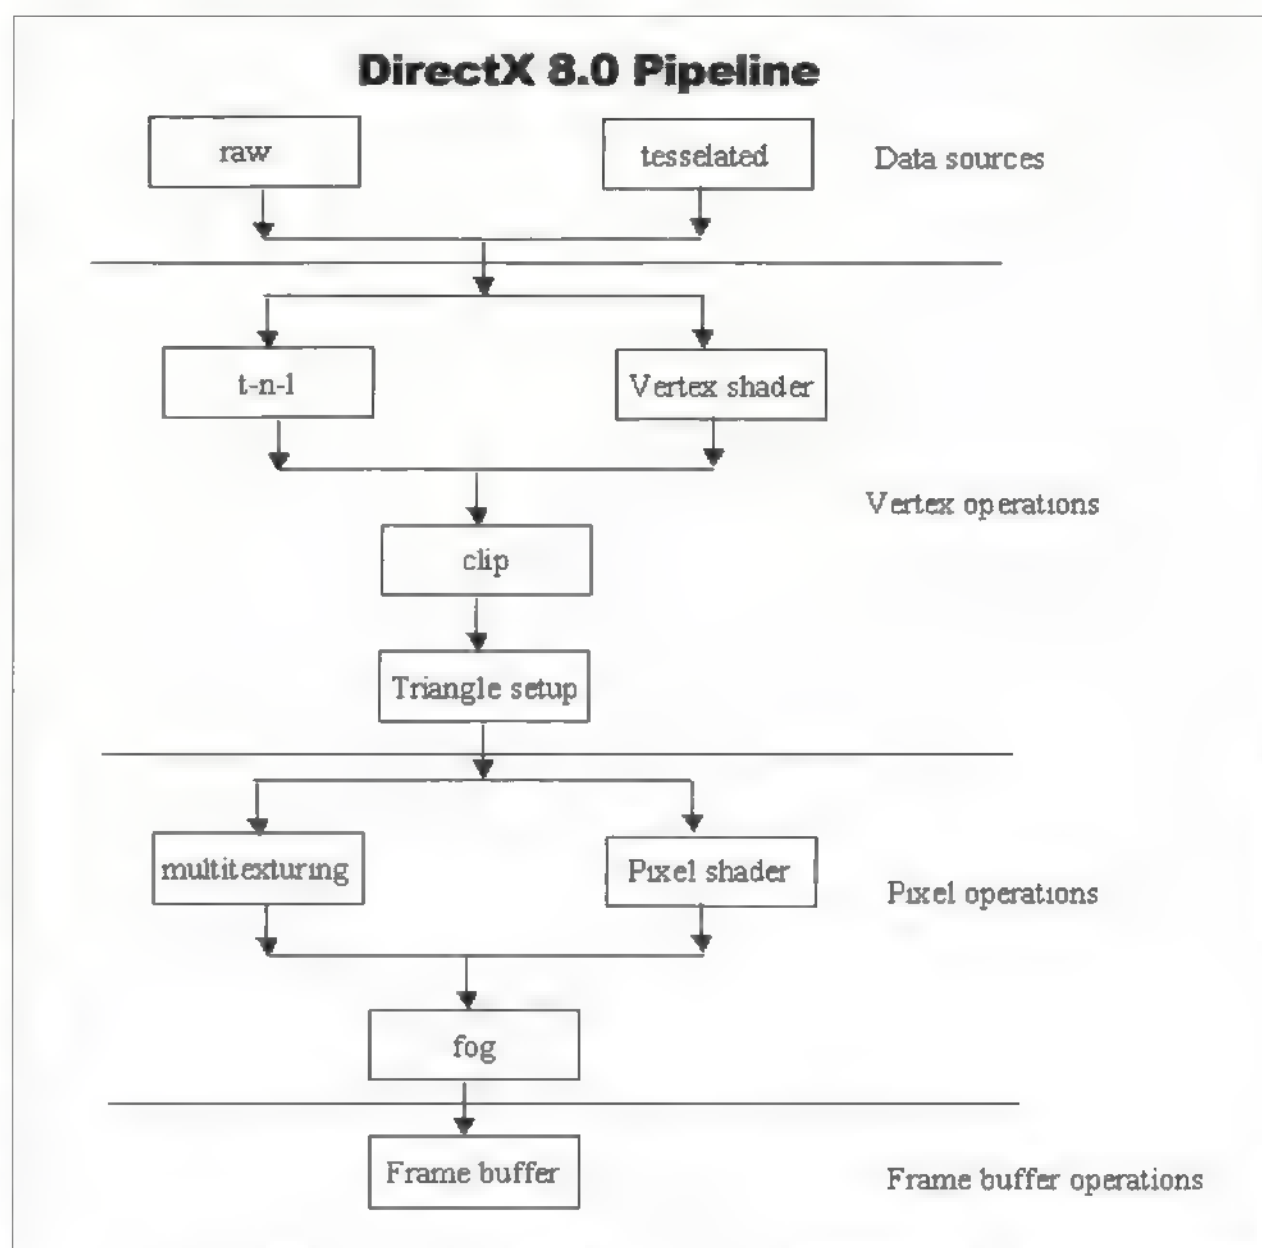 DirectX 8.0 Pipeline
raw
tesselated
Data sources
t-n-l
Vertex shader
Vertex operations
clip
Triangle setup
multitexturing
Pixel shader
Pixel operations
fog
Frame buffer
Frame buffer operations